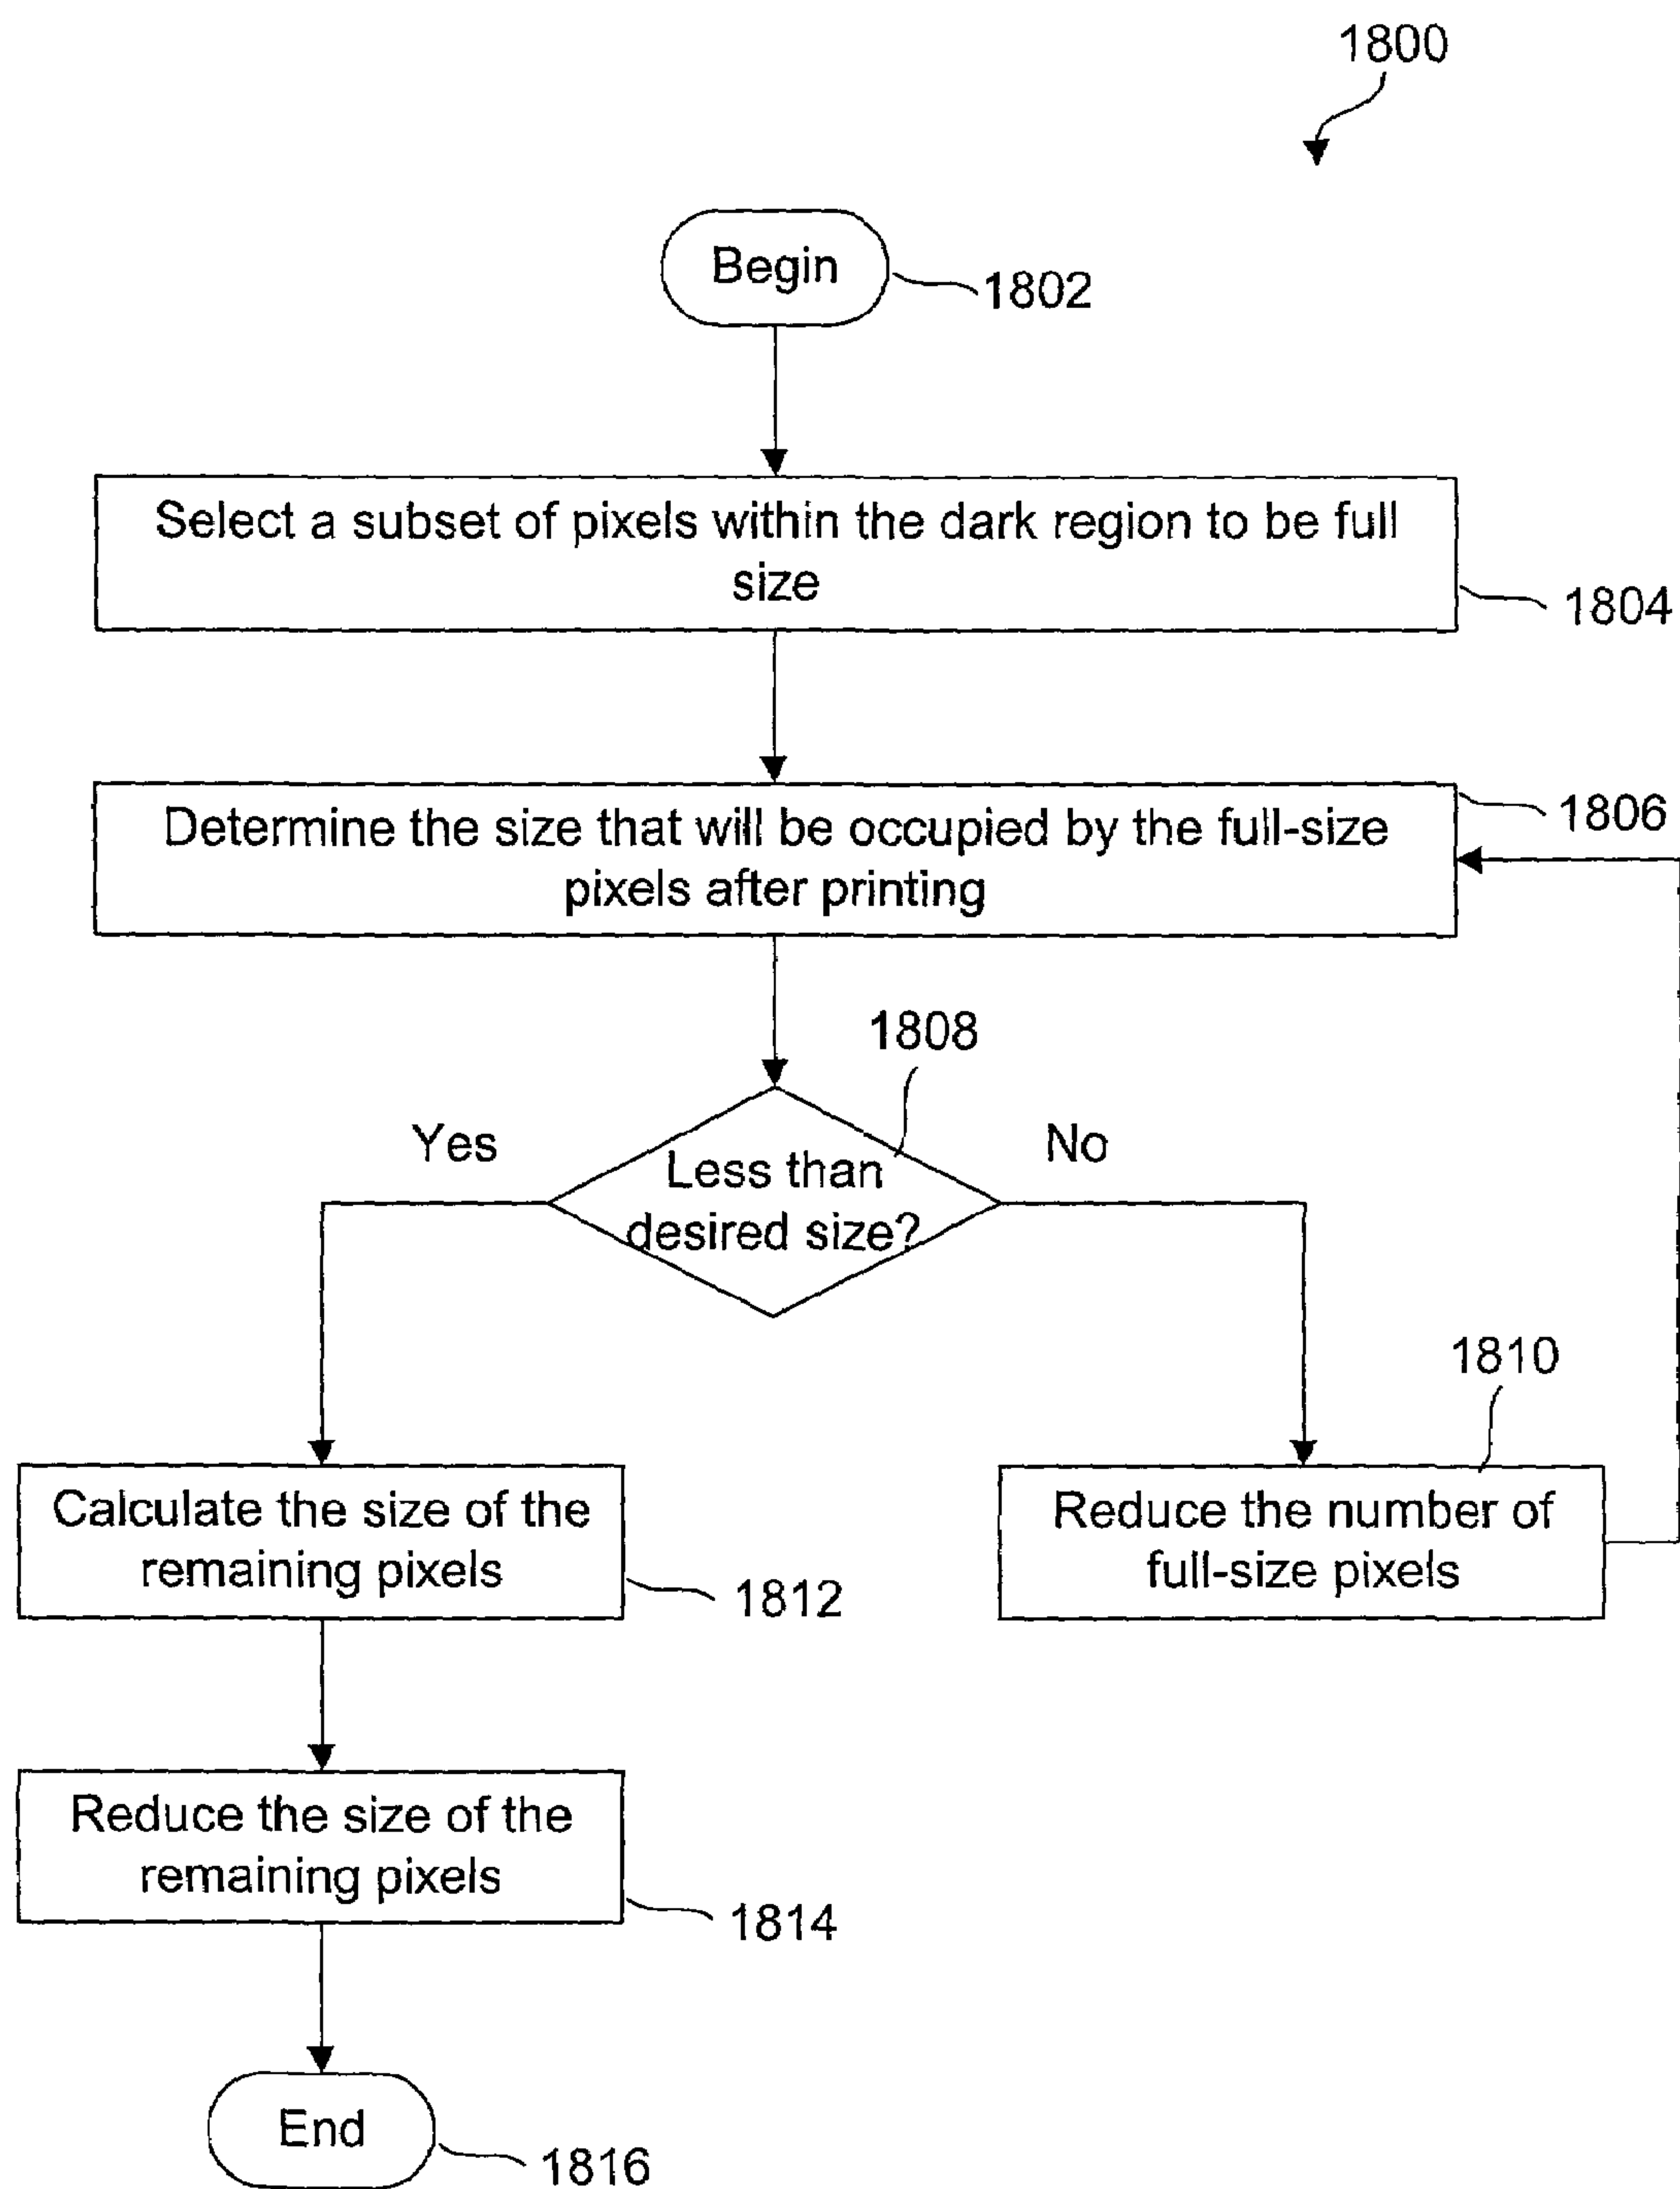 1800
Begin
1802
Select a subset of pixels within the dark region to be full
size
1804
Determine the size that will be occupied by the full-size
pixels after printing
1806
1808
Yes
No
Less than
desired size?
1810
Calculate the size of the
remaining pixels
1812
Reduce the number of
full-size pixels
Reduce the size of the
remaining pixels
1814
End
1816